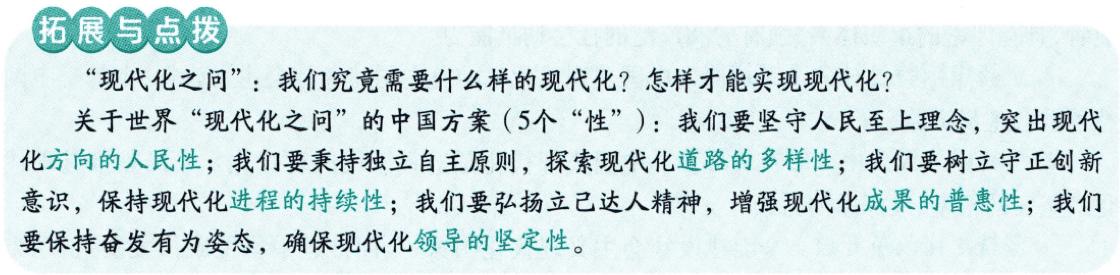 拓展与点拨
“现代化之问”：我们究竟需要什么样的现代化？怎样才能实现现代化？
关于世界“现代化之问”的中国方案（5个“性”）：我们要坚守人民至上理念，突出现代
化方向的人民性；我们要秉持独立自主原则，探索现代化道路的多样性；我们要树立守正创新
意识，保持现代化进程的持续性；我们要弘扬立己达人精神，增强现代化成果的普惠性；我们
要保持奋发有为姿态，确保现代化领导的坚定性。